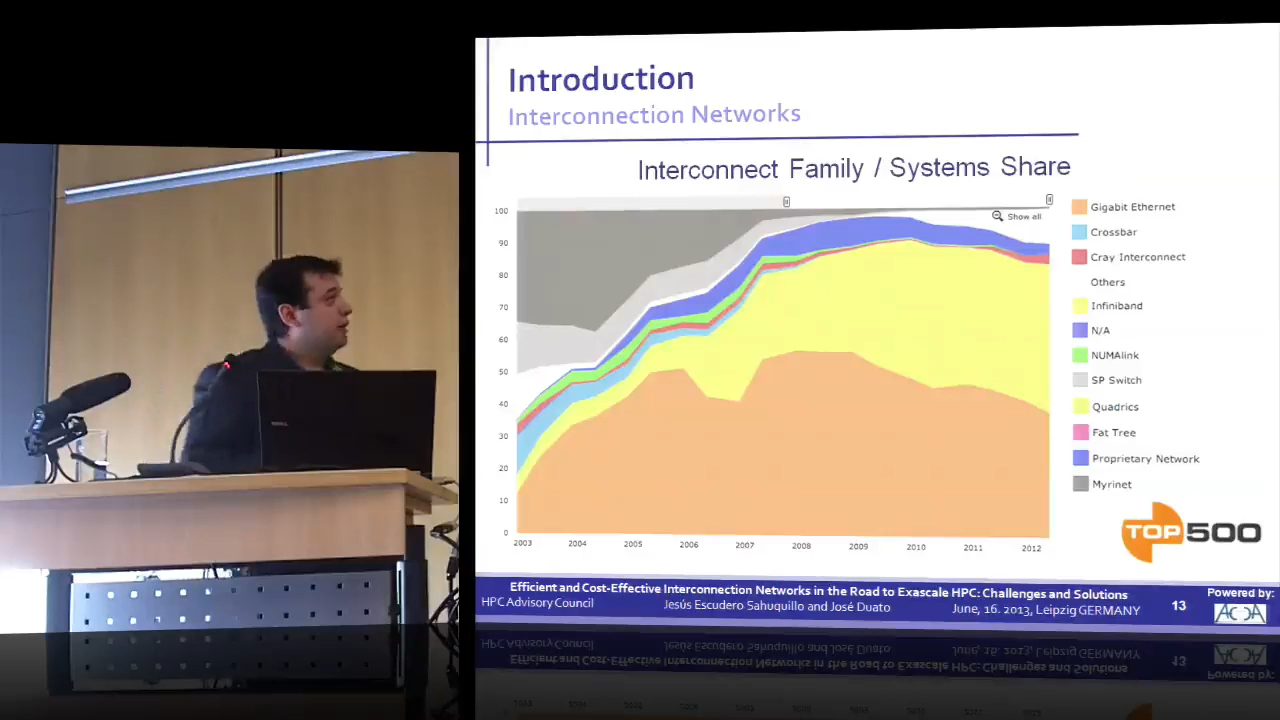 Introduction
Interconnection Networks
Interconnect Family / Systems Share
Show all
100
90
80
70
60
50
40
30
20
10
0
2003 2004 2005 2006 2007 2008 2009 2010 2011 2012
Gigabit Ethernet
Crossbar
Cray Interconnect
Others
Infiniband
N/A
NUMAlink
SP Switch
Quadrics
Fat Tree
Proprietary Network
Myrinet
TOP 500
Efficient and Cost-Effective Interconnection Networks in the Road to Exascale HPC: Challenges and Solutions
HPC Advisory Council Jesús Escudero Sahuquillo and José Duato June, 16. 2013, Leipzig GERMANY 13
Powered by:
DELL